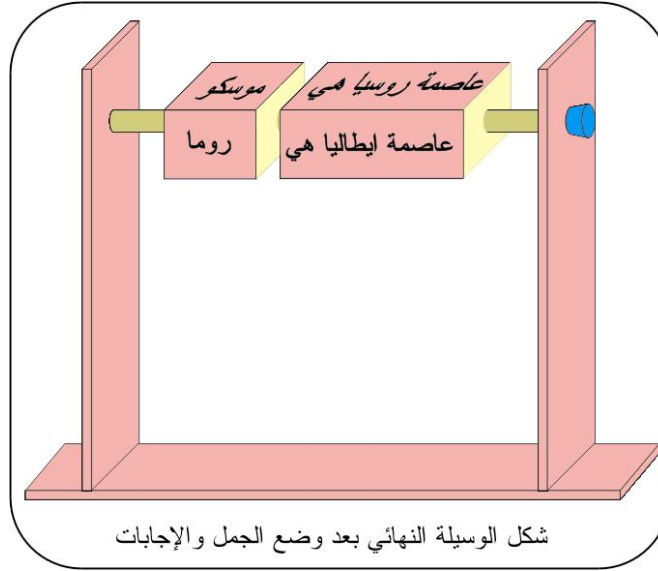 عاصمة روسيا هي موسكو
عاصمة ايطاليا هي روما
شكل الوسيلة النهائي بعد وضع الجمل والإجابات